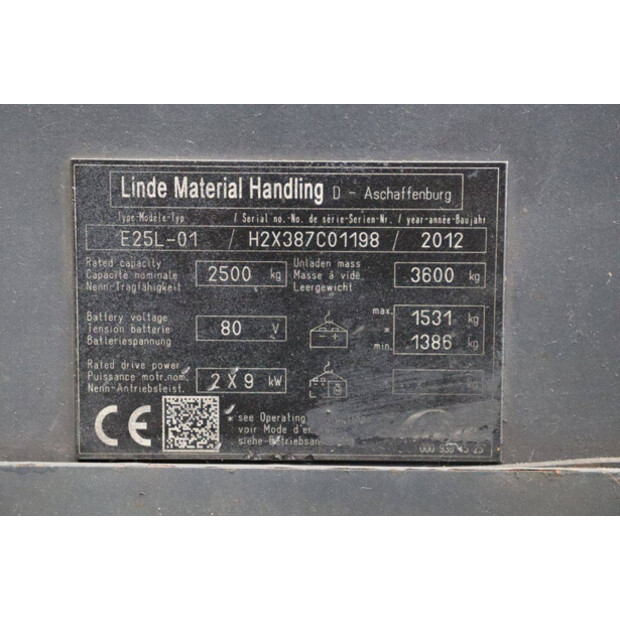 Linde Material Handling D - Aschaffenburg
Type-Modèle-Typ / Serial no.-No. de série-Serien-Nr. / year-année-Baujahr
E25L-01 / H2X387C01198 / 2012
Rated capacity
Capacité nominale 2500 kg
Nenn-Tragfähigkeit
Unladen mass
Masse à vide 3600 kg
Leergewicht
Battery voltage
Tension batterie 80 V
Batteriespannung
max. 1531 kg
*
min. 1386 kg
Rated drive power
Puissance motr.nom. 2 X 9 kW
Nenn-Antriebsleist.
CE
* see Operating
voir Mode d'em
siehe Betriebsan